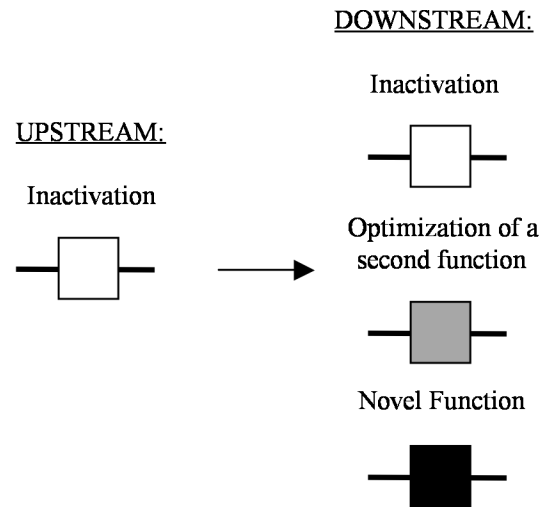 UPSTREAM:
Inactivation
DOWNSTREAM:
Inactivation
Optimization of a
second function
Novel Function